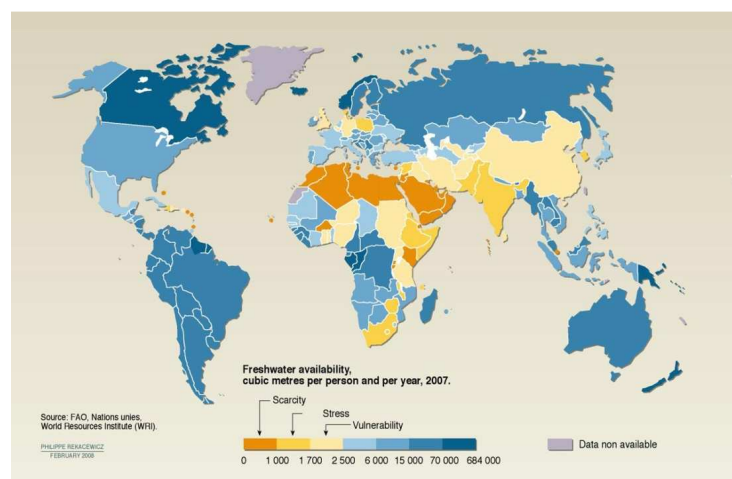 Freshwater availability,
cubic metres per person and per year, 2007.
Scarcity
Stress
Vulnerability
0 1 000 1 700 2 500 6 000 15 000 70 000 684 000
Data non available
Source: FAO, Nations unies,
World Resources Institute (WRI).
PHILIPPE REKACEWICZ
FEBRUARY 2008